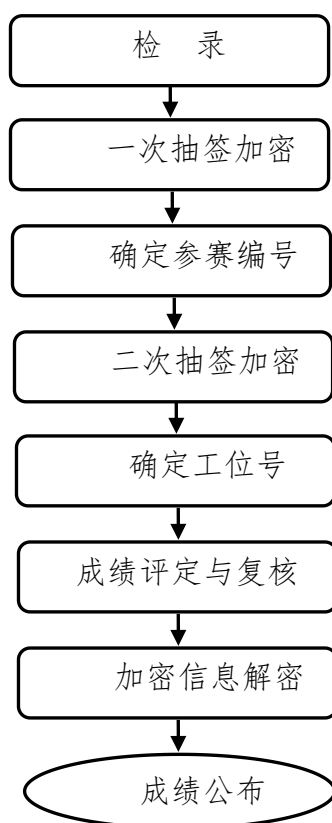 检 录
一次抽签加密
确定参赛编号
二次抽签加密
确定工位号
成绩评定与复核
加密信息解密
成绩公布